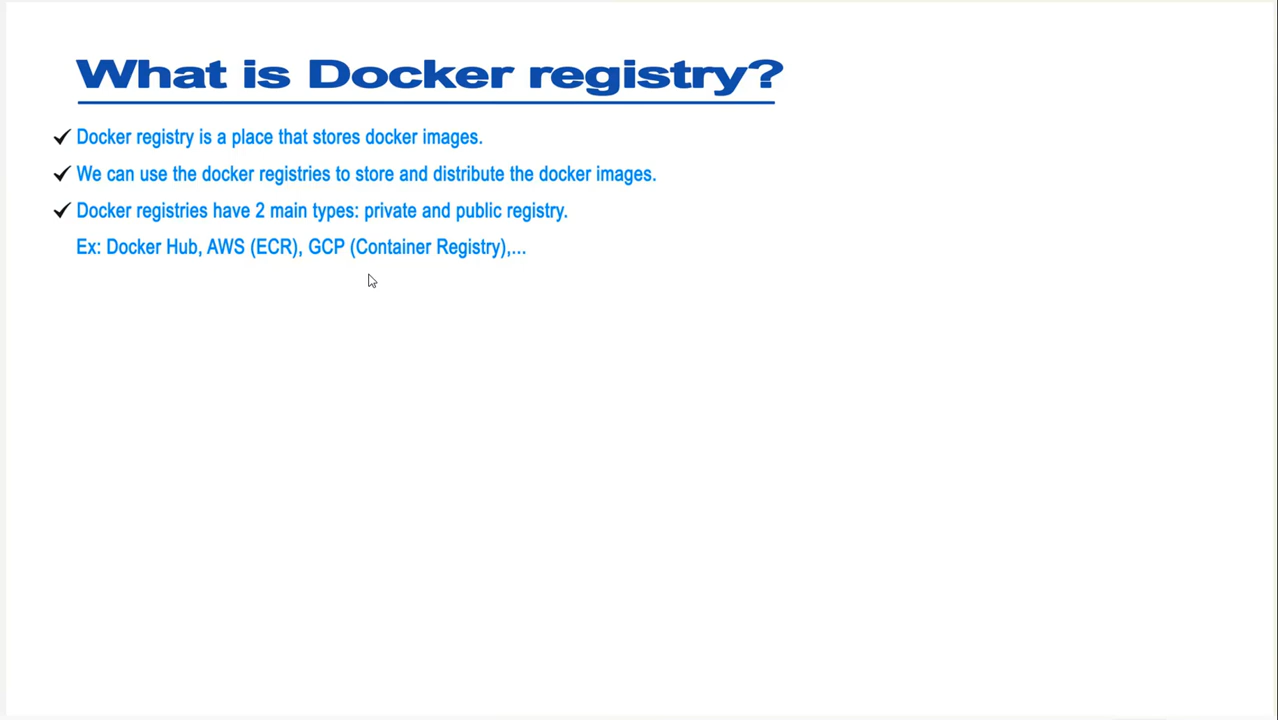 What is Docker registry?
Docker registry is a place that stores docker images.
We can use the docker registries to store and distribute the docker images.
Docker registries have 2 main types: private and public registry.
Ex: Docker Hub, AWS (ECR), GCP (Container Registry),...